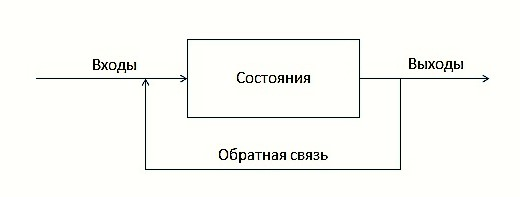 Входы
Состояния
Выходы
Обратная связь